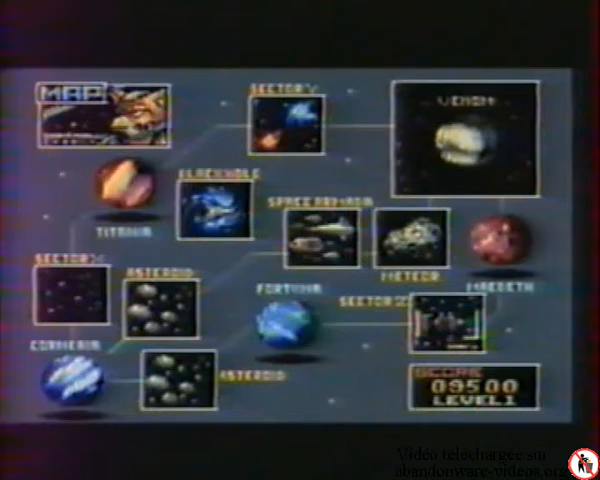 MAP
SECTOR Y
VENOM
BLACKHOLE
SPACE ARMADA
TITANIA
SECTOR X
ASTEROID
METEOR
MACBETH
FORTUNA
SECTOR Z
CORNERIA
ASTEROID
SCORE
09500
LEVEL1
Vidéo téléchargée sur
abandonware-videos.org